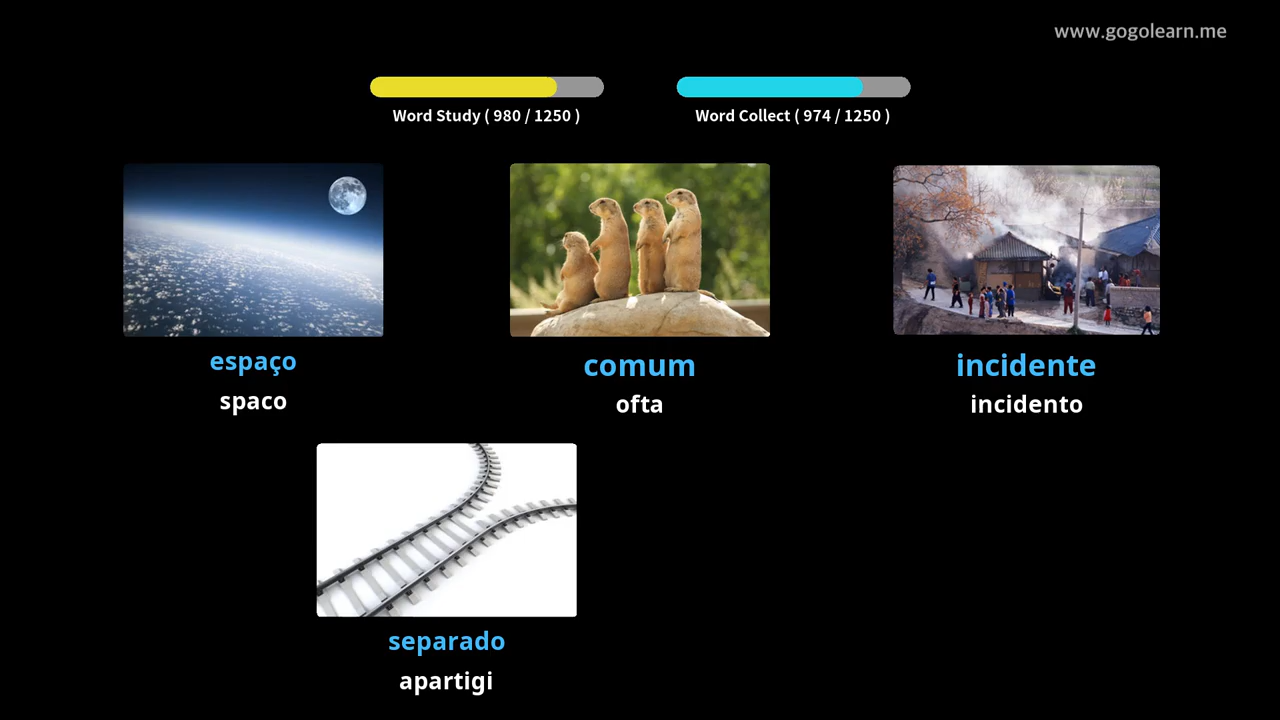 www.gogolearn.me
Word Study ( 980 / 1250 )
Word Collect ( 974 / 1250 )
espaço
spaco
comum
ofta
incidente
incidento
separado
apartigi